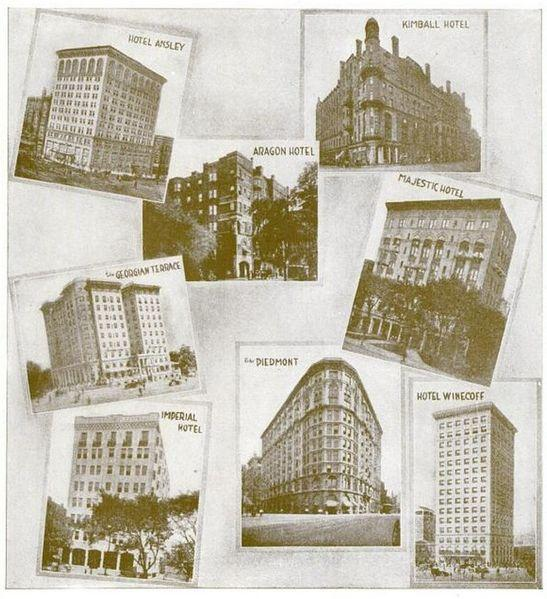 HOTEL ANSLEY
KIMBALL HOTEL
ARAGON HOTEL
MAJESTIC HOTEL
The GEORGIAN TERRACE
IMPERIAL
HOTEL
The PIEDMONT
HOTEL WINECOFF